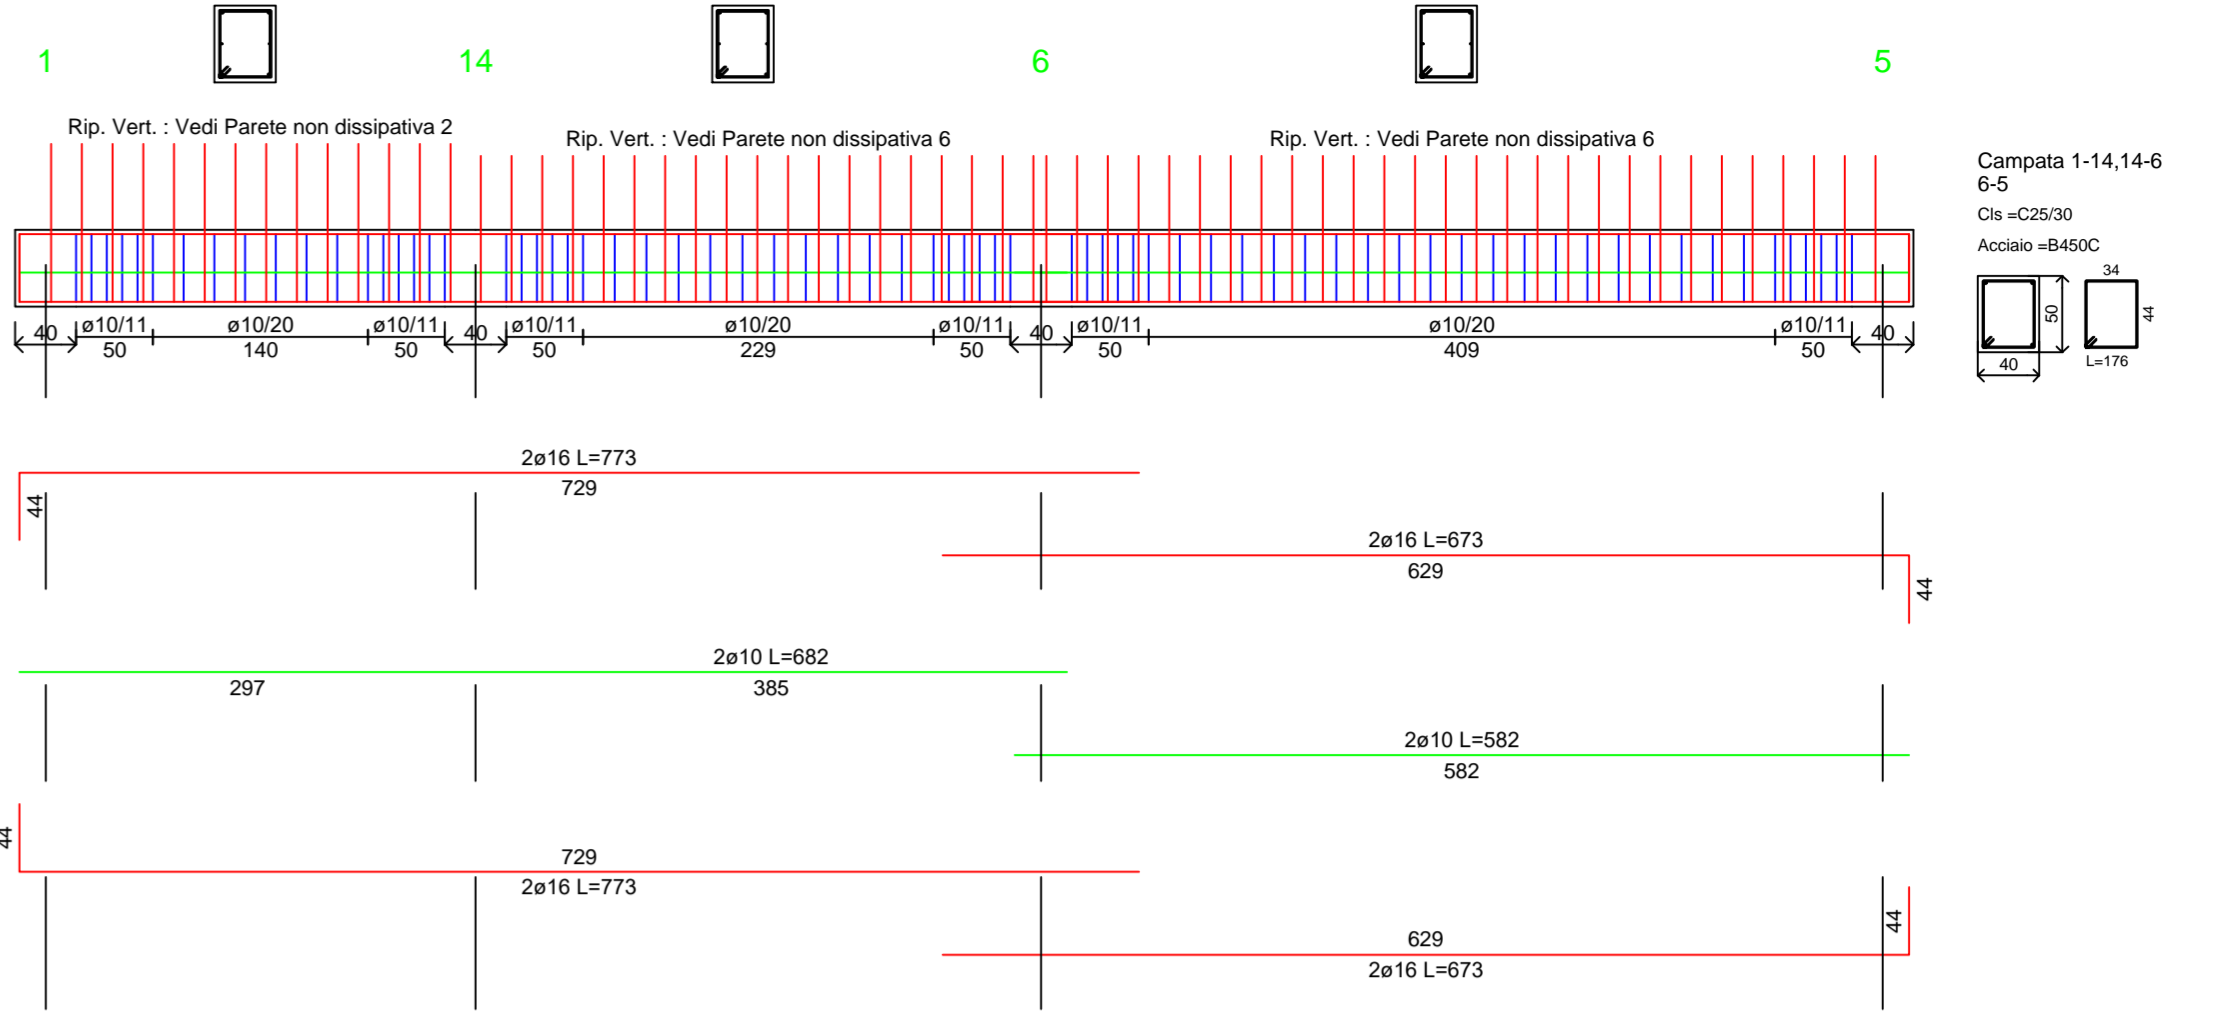 1 14 6 5
Rip. Vert. : Vedi Parete non dissipativa 2
Rip. Vert. : Vedi Parete non dissipativa 6
Rip. Vert. : Vedi Parete non dissipativa 6
Campata 1-14,14-6
6-5
Cls =C25/30
Acciaio =B450C
40 ø10/11 ø10/20 ø10/11 40 ø10/11 ø10/20 ø10/11 40 ø10/11 ø10/20 ø10/11 40
50 140 50 50 229 50 50 409 50
50
40
34
44
L=176
2ø16 L=773
729
44
2ø16 L=673
629
44
2ø10 L=682
297 385
2ø10 L=582
582
44
729
2ø16 L=773
44
629
2ø16 L=673